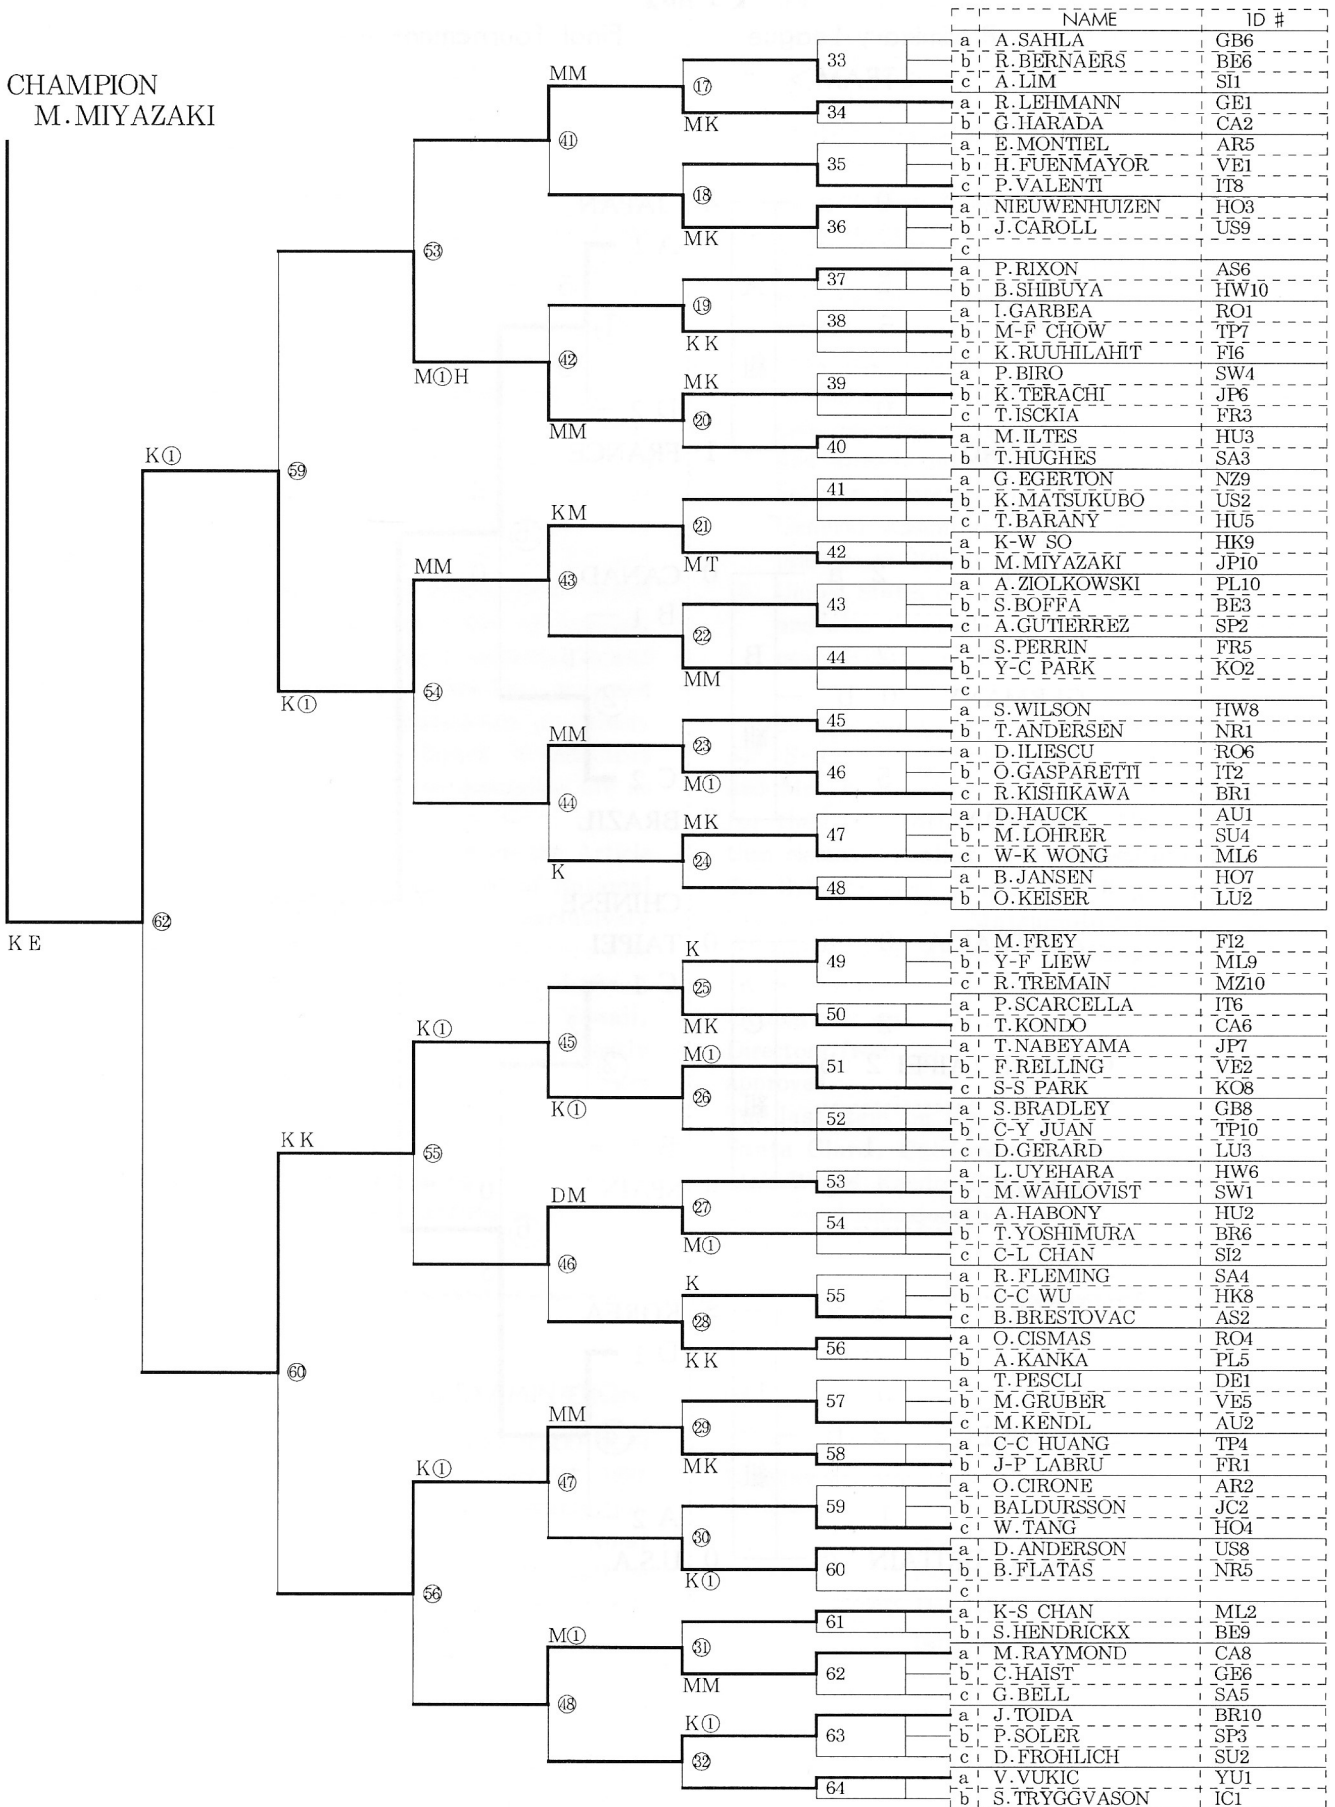 NAME ID #
CHAMPION
M.MIYAZAKI
a A.SAHLA GB6
33
b R.BERNAERS BE6
c A.LIM SI1
MM
⑰
a R.LEHMANN GE1
34
b G.HARADA CA2
MK
㊶
a E.MONTIEL AR5
35
b H.FUENMAYOR VE1
c P.VALENTI IT8
⑱
a NIEUWENHUIZEN HO3
36
b J.CAROLL US9
c
MK
53
a P.RIXON AS6
37
b B.SHIBUYA HW10
⑲
a I.GARBEA RO1
38
b M-F CHOW TP7
c K.RUUHILAHIT FI6
KK
㊷
M①H
a P.BIRO SW4
39
b K.TERACHI JP6
c T.ISCKIA FR3
MK
⑳
MM
a M.ILTES HU3
40
b T.HUGHES SA3
K①
59
a G.EGERTON NZ9
41
b K.MATSUKUBO US2
c T.BARANY HU5
KM
㉑
a K-W SO HK9
42
b M.MIYAZAKI JP10
MT
MM
㊸
a A.ZIOLKOWSKI PL10
43
b S.BOFFA BE3
c A.GUTIERREZ SP2
㉒
a S.PERRIN FR5
44
b Y-C PARK KO2
c
MM
54
K①
a S.WILSON HW8
45
b T.ANDERSEN NR1
MM
㉓
a D.ILIESCU RO6
46
b O.GASPARETTI IT2
c R.KISHIKAWA BR1
M①
㊹
a D.HAUCK AU1
47
b M.LOHRER SU4
c W-K WONG ML6
MK
㉔
K
a B.JANSEN HO7
48
b O.KEISER LU2
62
KE
a M.FREY FI2
49
b Y-F LIEW ML9
c R.TREMAIN MZ10
K
㉕
a P.SCARCELLA IT6
50
b T.KONDO CA6
MK
K①
㊺
a T.NABEYAMA JP7
51
b F.RELLING VE2
c S-S PARK KO8
M①
㉖
K①
a S.BRADLEY GB8
52
b C-Y JUAN TP10
c D.GERARD LU3
KK
55
a L.UYEHARA HW6
53
b M.WAHLOVIST SW1
DM
㉗
a A.HABONY HU2
54
b T.YOSHIMURA BR6
c C-L CHAN SI2
M①
㊻
a R.FLEMING SA4
55
b C-C WU HK8
c B.BRESTOVAC AS2
K
㉘
a O.CISMAS RO4
56
b A.KANKA PL5
KK
60
a T.PESCLI DE1
57
b M.GRUBER VE5
c M.KENDL AU2
MM
㉙
a C-C HUANG TP4
58
b J-P LABRU FR1
MK
K①
㊼
a O.CIRONE AR2
59
b BALDURSSON JC2
c W.TANG HO4
㉚
a D.ANDERSON US8
60
b B.FLATAS NR5
c
K①
56
a K-S CHAN ML2
61
b S.HENDRICKX BE9
M①
㉛
a M.RAYMOND CA8
62
b C.HAIST GE6
c G.BELL SA5
MM
㊽
a J.TOIDA BR10
63
b P.SOLER SP3
c D.FROHLICH SU2
K①
㉜
a V.VUKIC YU1
64
b S.TRYGGVASON IC1